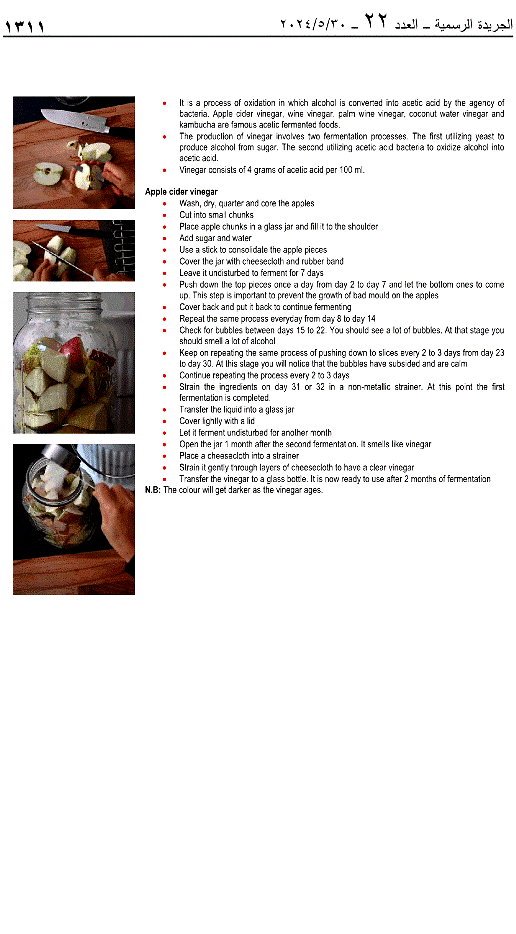 الجريدة الرسمية ــ العدد ٢٢ ــ ٢٠٢٤/٥/٣٠
١٣١١
• It is a process of oxidation in which alcohol is converted into acetic acid by the agency of
bacteria. Apple cider vinegar, wine vinegar, palm wine vinegar, coconut water vinegar and
kambucha are famous acetic fermented foods.
• The production of vinegar involves two fermentation processes. The first utilizing yeast to
produce alcohol from sugar. The second utilizing acetic acid bacteria to oxidize alcohol into
acetic acid.
• Vinegar consists of 4 grams of acetic acid per 100 ml.
Apple cider vinegar
• Wash, dry, quarter and core the apples
• Cut into small chunks
• Place apple chunks in a glass jar and fill it to the shoulder
• Add sugar and water
• Use a stick to consolidate the apple pieces
• Cover the jar with cheesecloth and rubber band
• Leave it undisturbed to ferment for 7 days
• Push down the top pieces once a day from day 2 to day 7 and let the bottom ones to come
up. This step is important to prevent the growth of bad mould on the apples
• Cover back and put it back to continue fermenting
• Repeat the same process everyday from day 8 to day 14
• Check for bubbles between days 15 to 22. You should see a lot of bubbles. At that stage you
should smell a lot of alcohol
• Keep on repeating the same process of pushing down to slices every 2 to 3 days from day 23
to day 30. At this stage you will notice that the bubbles have subsided and are calm
• Continue repeating the process every 2 to 3 days
• Strain the ingredients on day 31 or 32 in a non-metallic strainer. At this point the first
fermentation is completed.
• Transfer the liquid into a glass jar
• Cover lightly with a lid
• Let it ferment undisturbed for another month
• Open the jar 1 month after the second fermentation. It smells like vinegar
• Place a cheesecloth into a strainer
• Strain it gently through layers of cheesecloth to have a clear vinegar
• Transfer the vinegar to a glass bottle. It is now ready to use after 2 months of fermentation
N.B: The colour will get darker as the vinegar ages.